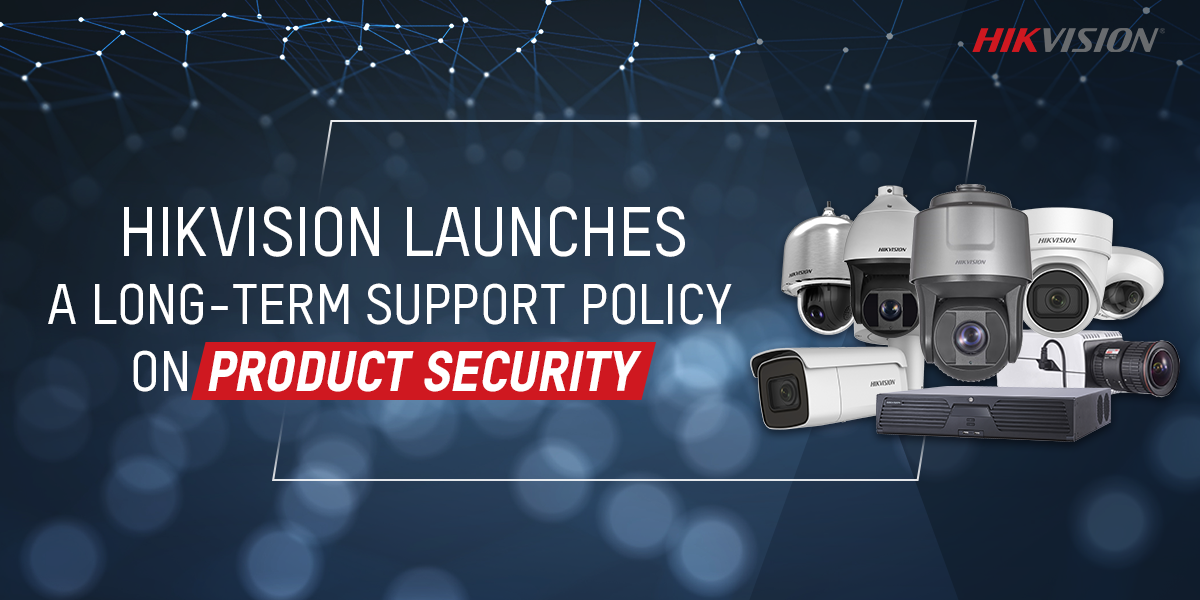 HIKVISION
HIKVISION LAUNCHES
A LONG-TERM SUPPORT POLICY
ON PRODUCT SECURITY
HIKVISION
HIKVISION
HIKVISION
HIKVISION
HIKVISION